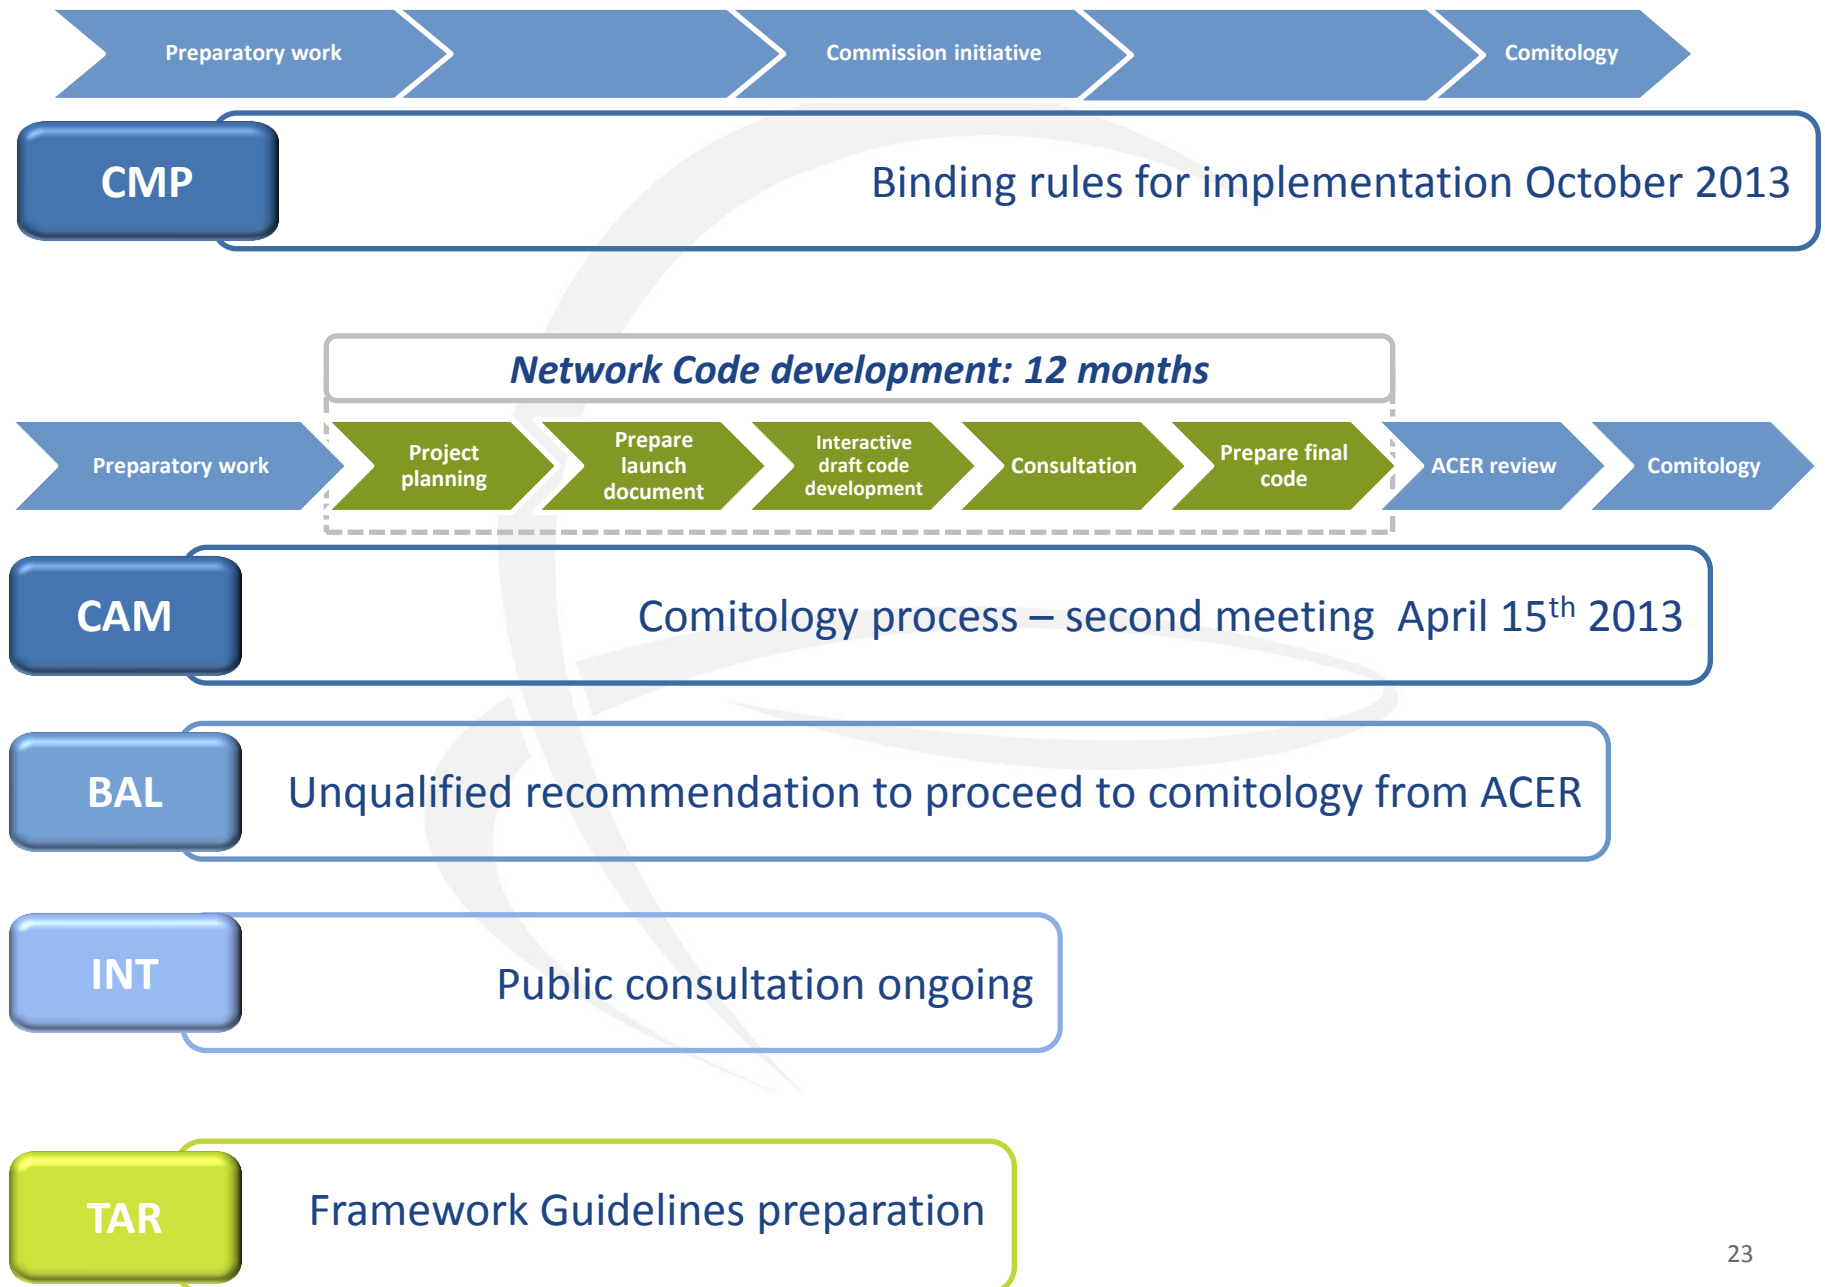 Preparatory work
Commission initiative
Comitology
CMP
Binding rules for implementation October 2013
Network Code development: 12 months
Preparatory work
Project
planning
Prepare
launch
document
Interactive
draft code
development
Consultation
Prepare final
code
ACER review
Comitology
CAM
Comitology process – second meeting April 15th 2013
BAL
Unqualified recommendation to proceed to comitology from ACER
INT
Public consultation ongoing
TAR
Framework Guidelines preparation
23